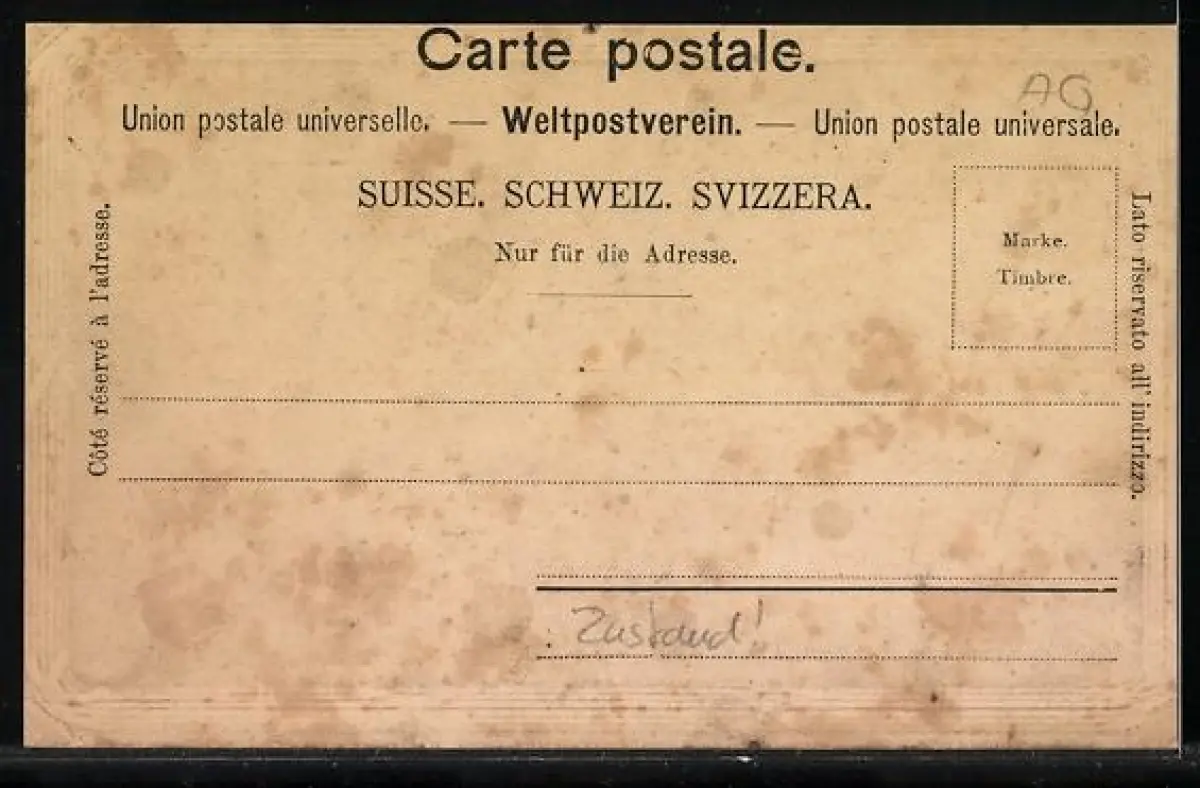 Carte postale.
AG
Union postale universelle. — Weltpostverein. — Union postale universale.
SUISSE. SCHWEIZ. SVIZZERA.
Nur für die Adresse.
Marke.
Timbre.
Côté réservé à l'adresse.
Lato riservato all' indirizzo.
Zustand!